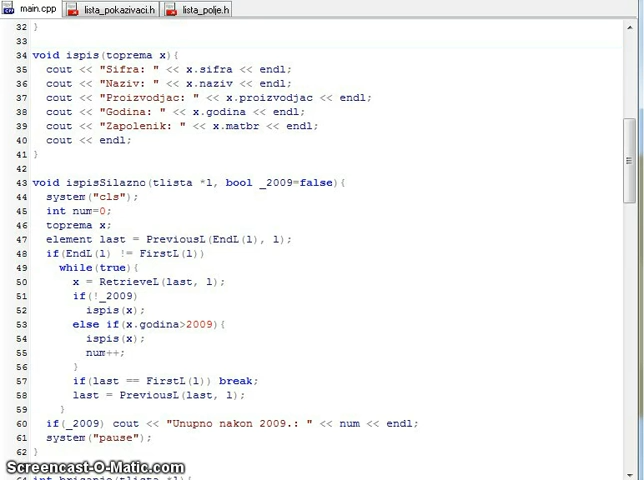 main.cpp lista_pokazivaci.h lista_polje.h
32 }
33
34 void ispis(toprema x){
35 cout << "Sifra: " << x.sifra << endl;
36 cout << "Naziv: " << x.naziv << endl;
37 cout << "Proizvodjac: " << x.proizvodjac << endl;
38 cout << "Godina: " << x.godina << endl;
39 cout << "Zapolenik: " << x.matbr << endl;
40 cout << endl;
41 }
42
43 void ispisSilazno(tlista *l, bool _2009=false){
44 system("cls");
45 int num=0;
46 toprema x;
47 element last = PreviousL(EndL(l), l);
48 if(EndL(l) != FirstL(l))
49 while(true){
50 x = RetrieveL(last, l);
51 if(!_2009)
52 ispis(x);
53 else if(x.godina>2009){
54 ispis(x);
55 num++;
56 }
57 if(last == FirstL(l)) break;
58 last = PreviousL(last, l);
59 }
60 if(_2009) cout << "Unupno nakon 2009.: " << num << endl;
61 system("pause");
62 }
Screencast-O-Matic.com